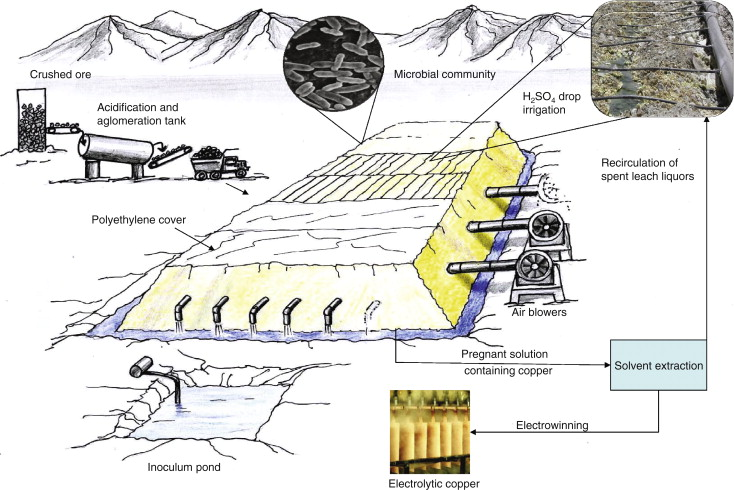 Crushed ore
Microbial community
H₂SO₄ drop
irrigation
Acidification and
aglomeration tank
Recirculation of
spent leach liquors
Polyethylene cover
Air blowers
Pregnant solution
containing copper
Solvent extraction
Electrowinning
Inoculum pond
Electrolytic copper